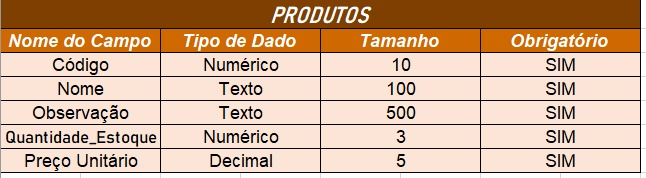 PRODUTOS
Nome do Campo Tipo de Dado Tamanho Obrigatório
Código Numérico 10 SIM
Nome Texto 100 SIM
Observação Texto 500 SIM
Quantidade_Estoque Numérico 3 SIM
Preço Unitário Decimal 5 SIM